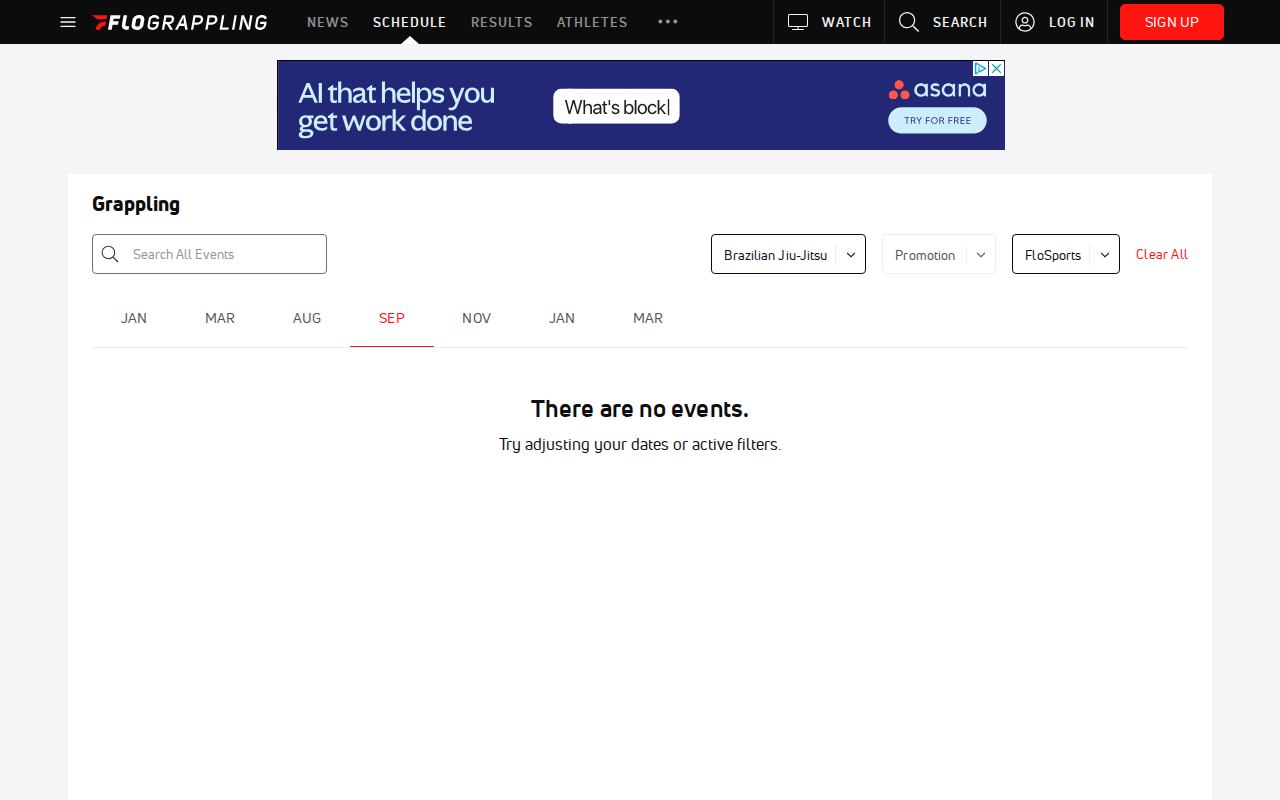 FLOGRAPPLING
NEWS
SCHEDULE
RESULTS
ATHLETES
WATCH
SEARCH
LOG IN
SIGN UP
AI that helps you
get work done
What's block
asana
TRY FOR FREE
Grappling
Search All Events
Brazilian Jiu-Jitsu
Promotion
FloSports
Clear All
JAN
MAR
AUG
SEP
NOV
JAN
MAR
There are no events.
Try adjusting your dates or active filters.